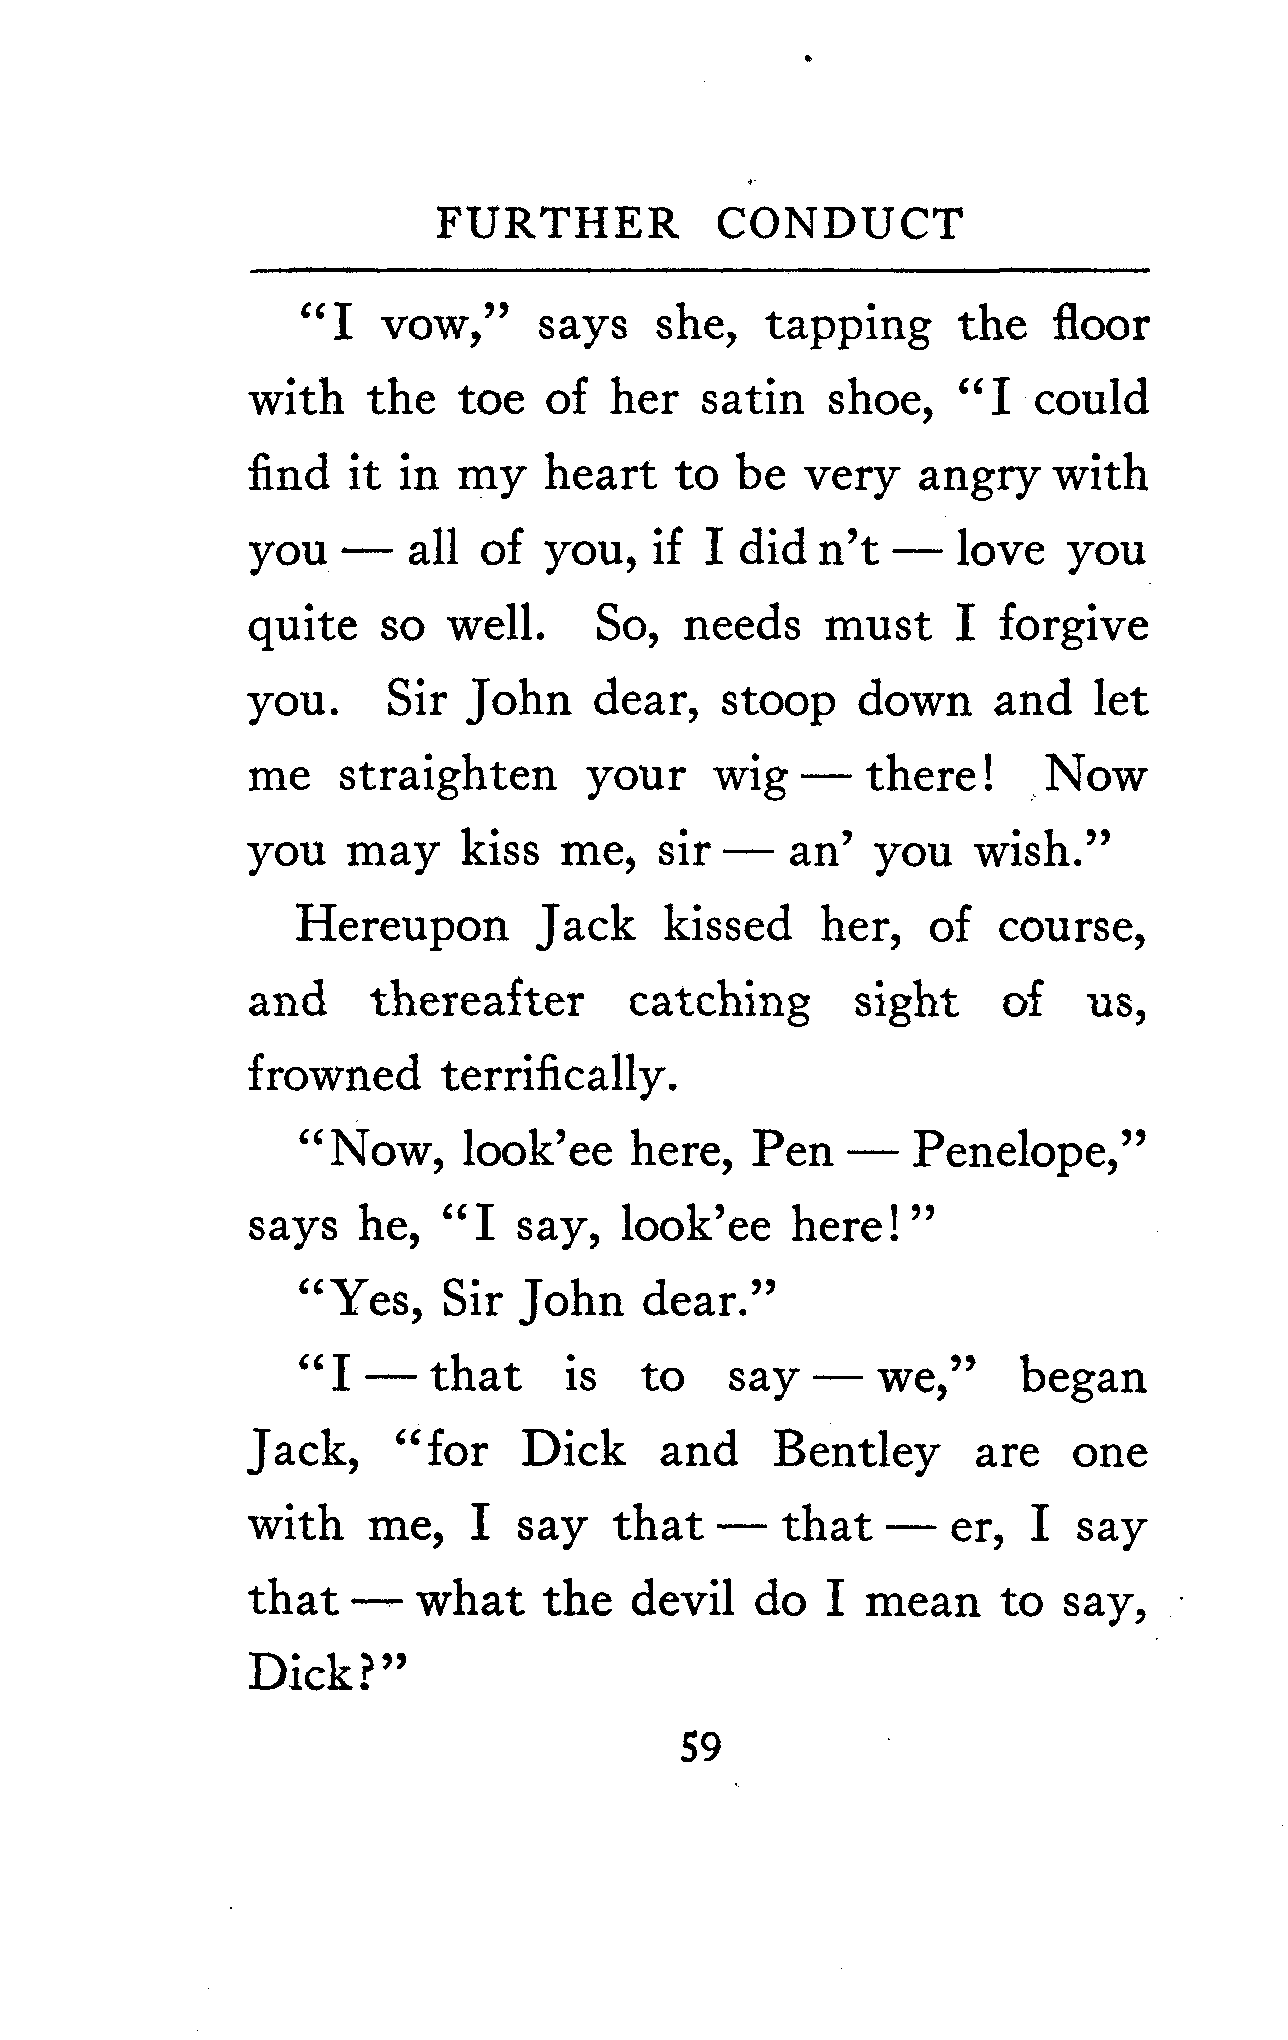 FURTHER CONDUCT
“I vow,” says she, tapping the floor
with the toe of her satin shoe, “I could
find it in my heart to be very angry with
you — all of you, if I did n’t — love you
quite so well. So, needs must I forgive
you. Sir John dear, stoop down and let
me straighten your wig — there! Now
you may kiss me, sir — an’ you wish.”
Hereupon Jack kissed her, of course,
and thereafter catching sight of us,
frowned terrifically.
“Now, look’ee here, Pen — Penelope,”
says he, “I say, look’ee here!”
“Yes, Sir John dear.”
“I — that is to say — we,” began
Jack, “for Dick and Bentley are one
with me, I say that — that — er, I say
that — what the devil do I mean to say,
Dick?”
59